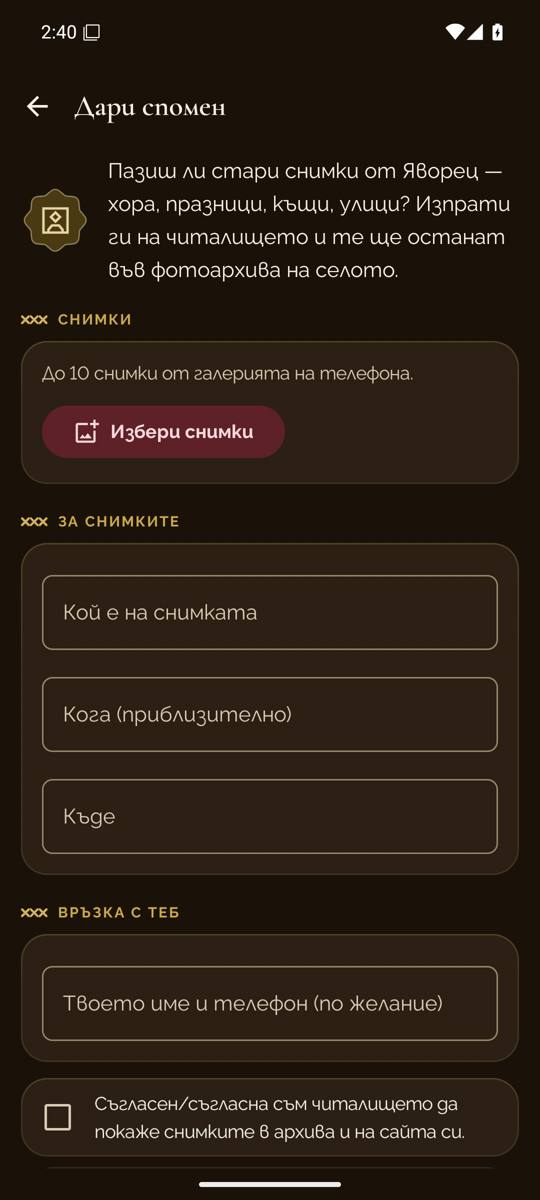 2:40
Дари спомен
Пазиш ли стари снимки от Яворец —
хора, празници, къщи, улици? Изпрати
ги на читалището и те ще останат
във фотоархива на селото.
СНИМКИ
До 10 снимки от галерията на телефона.
Избери снимки
ЗА СНИМКИТЕ
Кой е на снимката
Кога (приблизително)
Къде
ВРЪЗКА С ТЕБ
Твоето име и телефон (по желание)
Съгласен/съгласна съм читалището да
покаже снимките в архива и на сайта си.